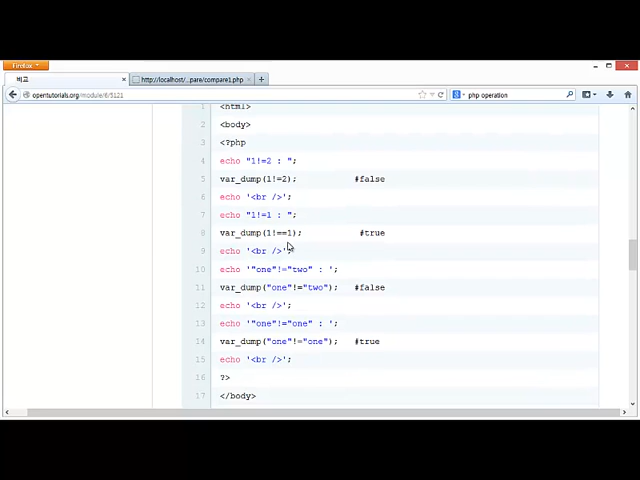 Firefox
비교
http://localhost/...pare/compare1.php
opentutorials.org/module/6/5121
php operation
1 <html>
2 <body>
3 <?php
4 echo "1!=2 : ";
5 var_dump(1!=2); #false
6 echo '<br />';
7 echo "1!=1 : ";
8 var_dump(1!==1); #true
9 echo '<br />';
10 echo '"one"!="two" : ';
11 var_dump("one"!="two"); #false
12 echo '<br />';
13 echo '"one"!="one" : ';
14 var_dump("one"!="one"); #true
15 echo '<br />';
16 ?>
17 </body>